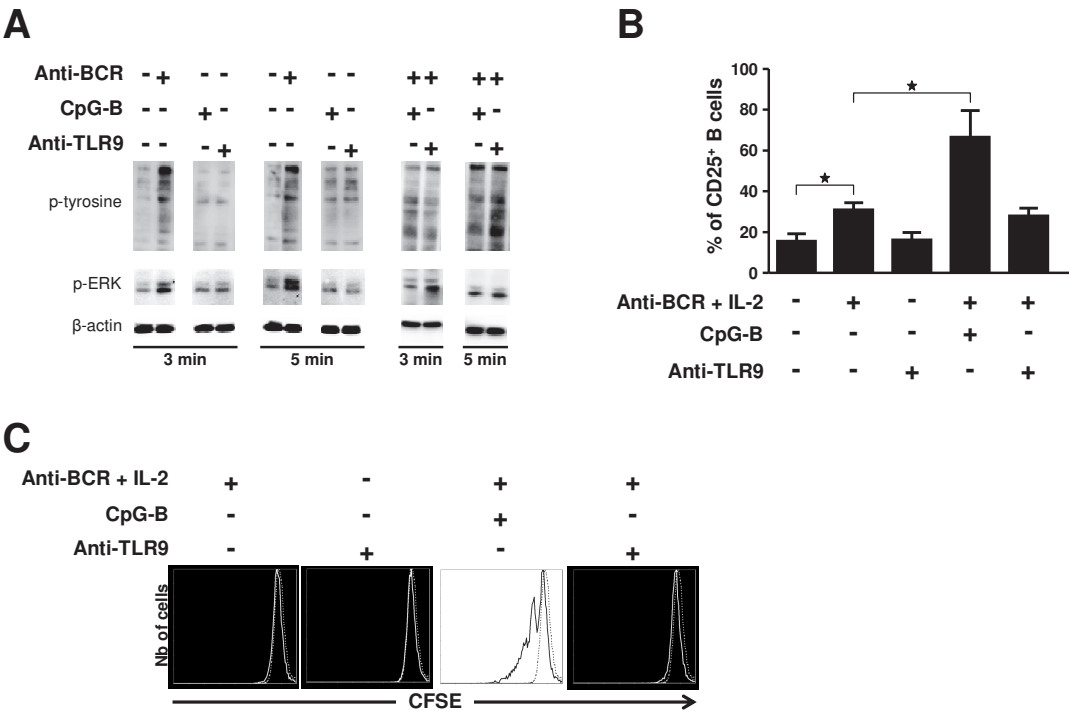 A
Anti-BCR - + - - - + - - + + + +
CpG-B - - + - - - + - + - + -
Anti-TLR9 - - - + - - - + - + - +
p-tyrosine
p-ERK
β-actin
3 min 5 min 3 min 5 min
B
% of CD25⁺ B cells
100
80
60
40
20
0
Anti-BCR + IL-2 - + - + +
CpG-B - - - + -
Anti-TLR9 - - + - +
C
Anti-BCR + IL-2 + - + +
CpG-B - - + -
Anti-TLR9 - + - +
Nb of cells
CFSE